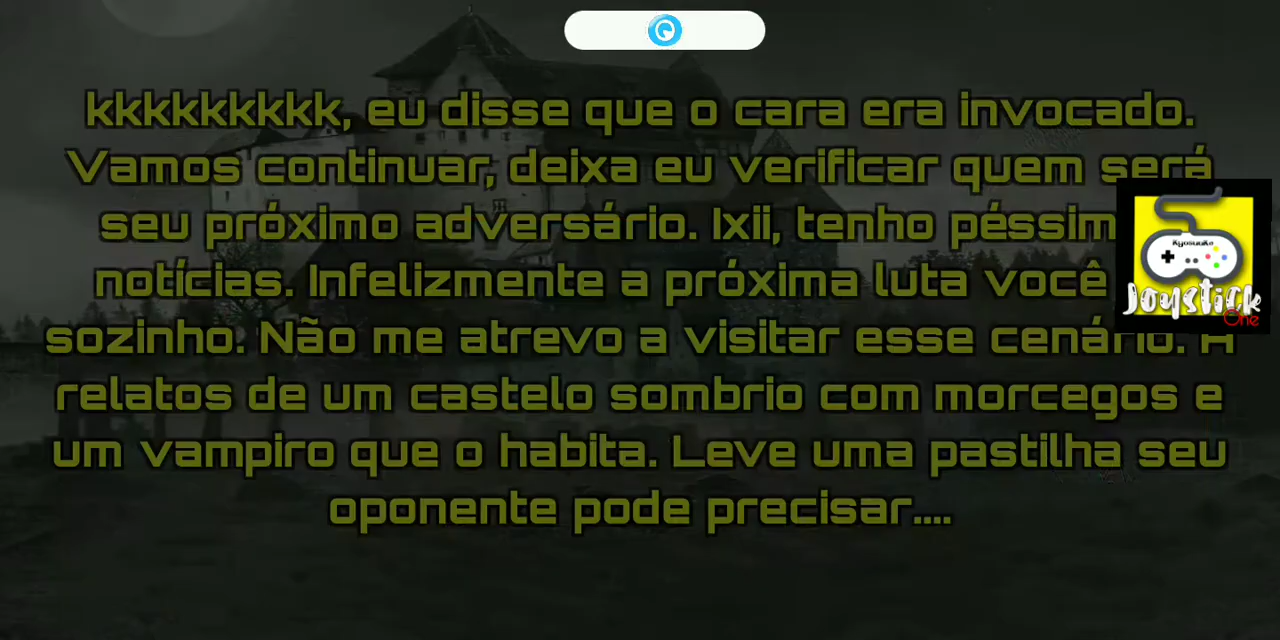 kkkkkkkkk, eu disse que o cara era invocado.
Vamos continuar, deixa eu verificar quem será
seu próximo adversário. Ixii, tenho péssim
notícias. Infelizmente a próxima luta você
sozinho. Não me atrevo a visitar esse cenário. A
relatos de um castelo sombrio com morcegos e
um vampiro que o habita. Leve uma pastilha seu
oponente pode precisar....
Kyosuake
Joystick
One